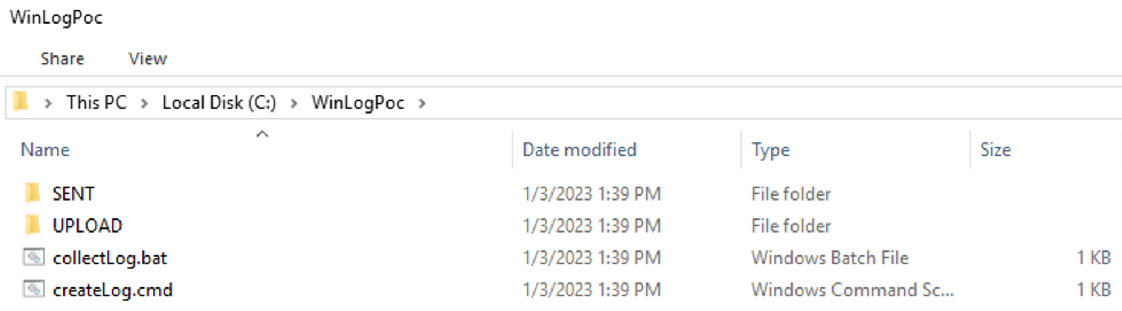 WinLogPoc
Share View
This PC Local Disk (C:) WinLogPoc
Name Date modified Type Size
SENT 1/3/2023 1:39 PM File folder
UPLOAD 1/3/2023 1:39 PM File folder
collectLog.bat 1/3/2023 1:39 PM Windows Batch File 1 KB
createLog.cmd 1/3/2023 1:39 PM Windows Command Sc... 1 KB